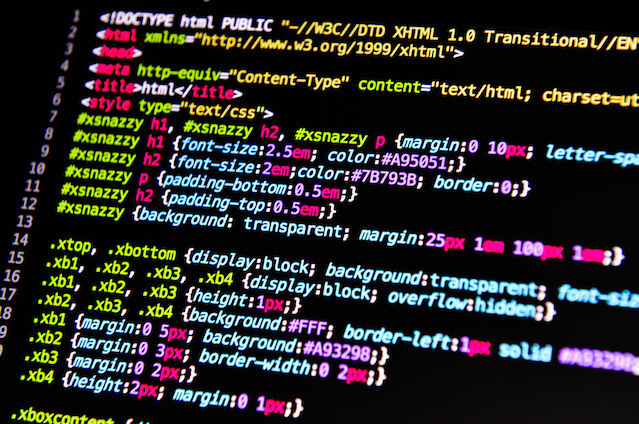 1 <!DOCTYPE html PUBLIC "-//W3C//DTD XHTML 1.0 Transitional//EN
2 <html xmlns="http://www.w3.org/1999/xhtml">
3 <head>
4 <meta http-equiv="Content-Type" content="text/html; charset=ut
5 <title>html</title>
6 <style type="text/css">
7 #xsnazzy h1, #xsnazzy h2, #xsnazzy p {margin:0 10px; letter-spa
8 #xsnazzy h1 {font-size:2.5em; color:#A95051;}
9 #xsnazzy h2 {font-size:2em;color:#7B793B; border:0;}
10 #xsnazzy p {padding-bottom:0.5em;}
11 #xsnazzy h2 {padding-top:0.5em;}
12 #xsnazzy {background: transparent; margin:25px 1em 100px 1em;}
13
14 .xtop, .xbottom {display:block; background:transparent; font-size
15 .xb1, .xb2, .xb3, .xb4 {display:block; overflow:hidden;}
16 .xb1, .xb2, .xb3 {height:1px;}
17 .xb2, .xb3, .xb4 {background:#FFF; border-left:1px solid #A93298;
18 .xb1 {margin:0 5px; background:#A93298;}
9 .xb2 {margin:0 3px; border-width:0 2px;}
.xb3 {margin:0 2px;}
.xb4 {height:2px; margin:0 1px;}
.xboxcontent